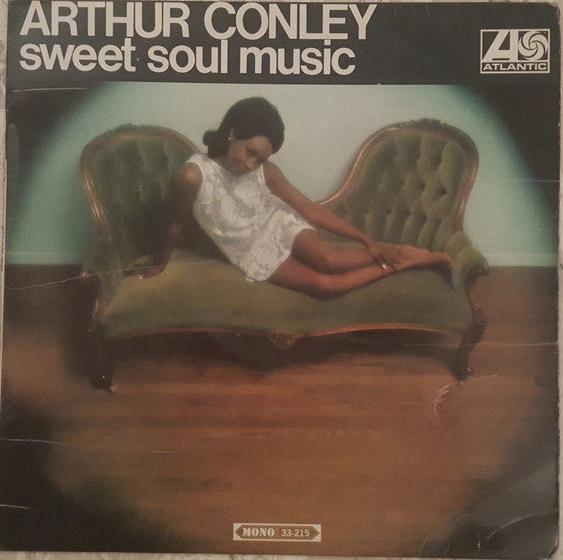 ARTHUR CONLEY
sweet soul music
ATLANTIC
MONO 33-215